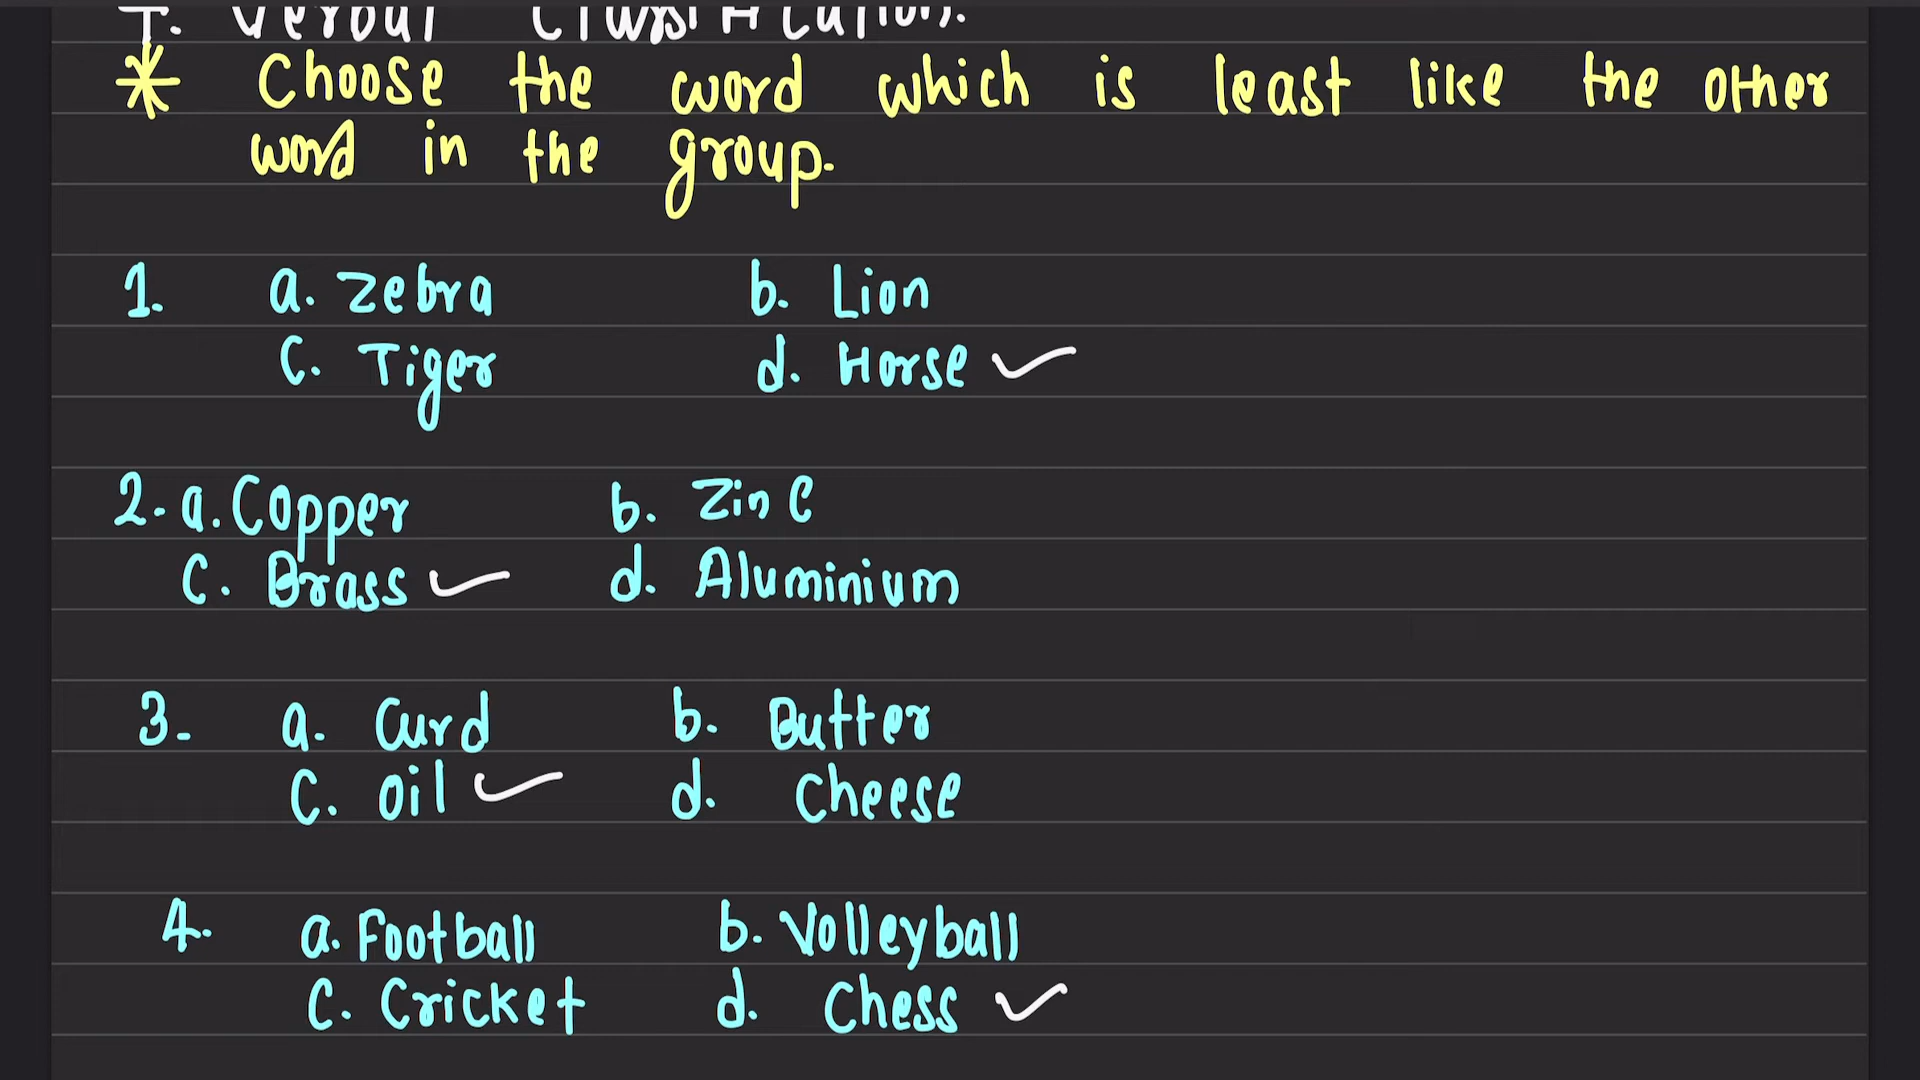 * Choose the word which is least like the other
word in the group.
1. a. Zebra b. Lion
c. Tiger d. Horse ✓
2. a. Copper b. Zinc
c. Brass ✓ d. Aluminium
3. a. Curd b. Butter
c. Oil ✓ d. Cheese
4. a. Football b. Volleyball
c. Cricket d. Chess ✓